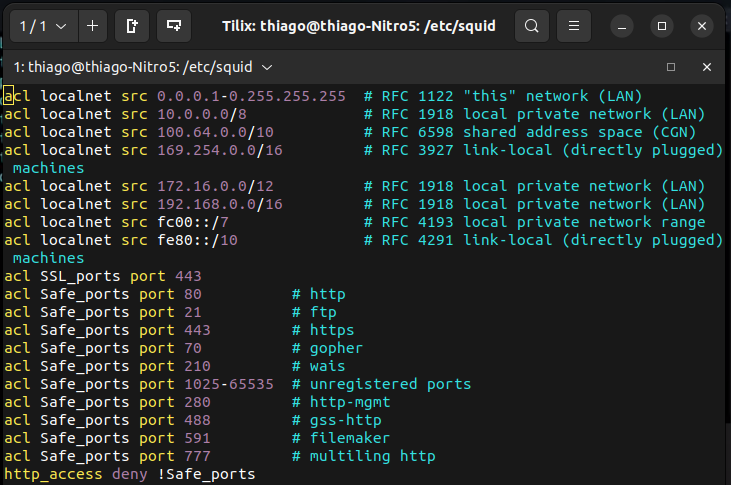 1 / 1
Tilix: thiago@thiago-Nitro5: /etc/squid
1: thiago@thiago-Nitro5: /etc/squid
acl localnet src 0.0.0.1-0.255.255.255  # RFC 1122 "this" network (LAN)
acl localnet src 10.0.0.0/8             # RFC 1918 local private network (LAN)
acl localnet src 100.64.0.0/10          # RFC 6598 shared address space (CGN)
acl localnet src 169.254.0.0/16         # RFC 3927 link-local (directly plugged)
 machines
acl localnet src 172.16.0.0/12          # RFC 1918 local private network (LAN)
acl localnet src 192.168.0.0/16         # RFC 1918 local private network (LAN)
acl localnet src fc00::/7               # RFC 4193 local private network range
acl localnet src fe80::/10              # RFC 4291 link-local (directly plugged)
 machines
acl SSL_ports port 443
acl Safe_ports port 80          # http
acl Safe_ports port 21          # ftp
acl Safe_ports port 443         # https
acl Safe_ports port 70          # gopher
acl Safe_ports port 210         # wais
acl Safe_ports port 1025-65535  # unregistered ports
acl Safe_ports port 280         # http-mgmt
acl Safe_ports port 488         # gss-http
acl Safe_ports port 591         # filemaker
acl Safe_ports port 777         # multiling http
http_access deny !Safe_ports